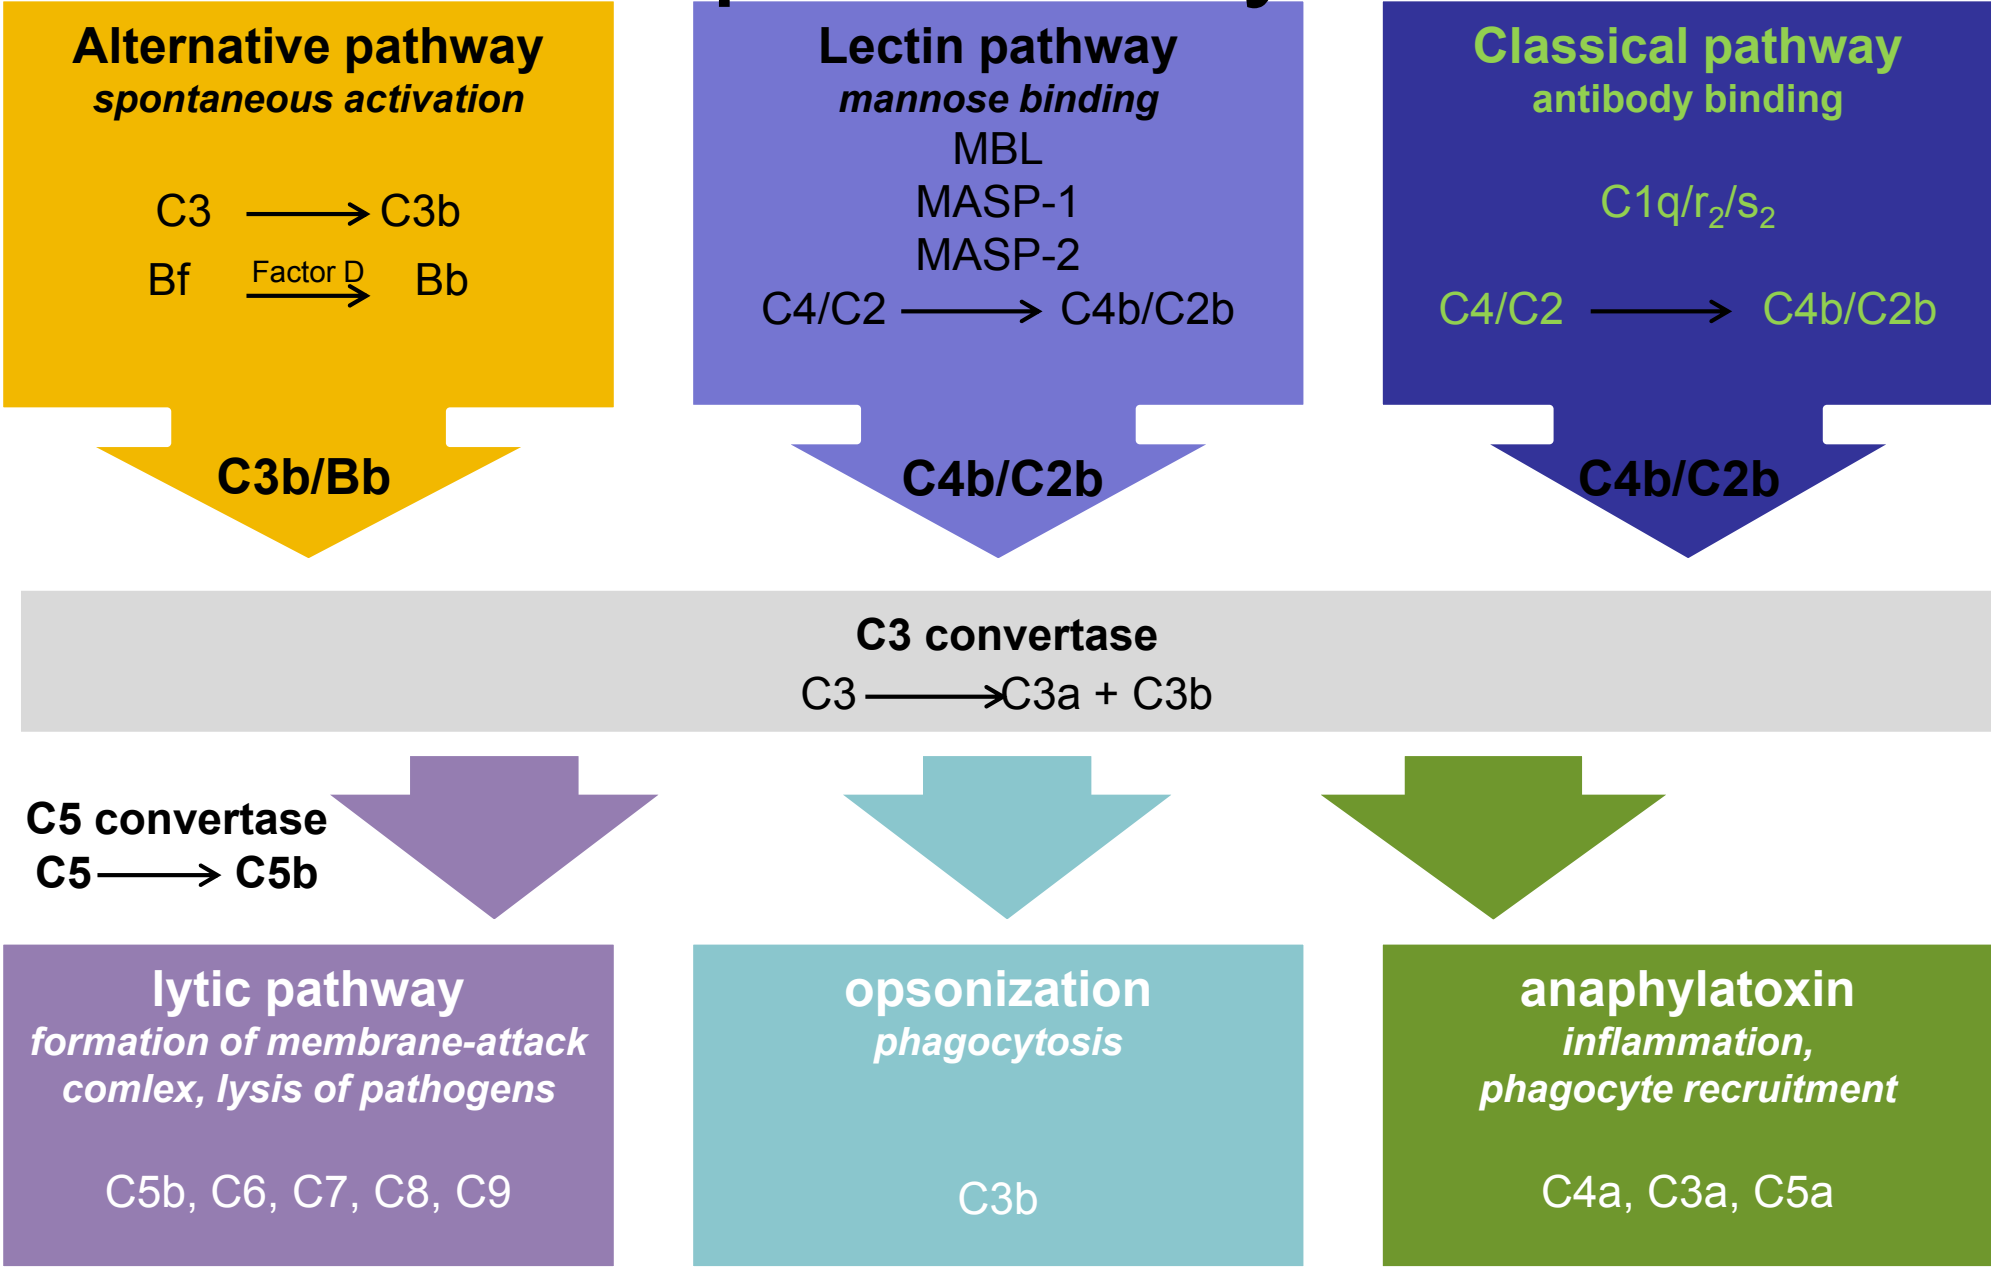 Alternative pathway
spontaneous activation
C3 → C3b
Factor D
Bf → Bb
C3b/Bb
Lectin pathway
mannose binding
MBL
MASP-1
MASP-2
C4/C2 → C4b/C2b
C4b/C2b
Classical pathway
antibody binding
C1q/r₂/s₂
C4/C2 → C4b/C2b
C4b/C2b
C3 convertase
C3 → C3a + C3b
C5 convertase
C5 → C5b
lytic pathway
formation of membrane-attack
comlex, lysis of pathogens
C5b, C6, C7, C8, C9
opsonization
phagocytosis
C3b
anaphylatoxin
inflammation,
phagocyte recruitment
C4a, C3a, C5a